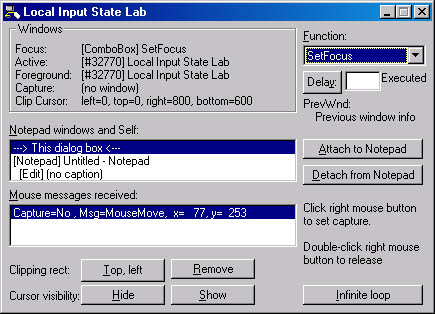 Local Input State Lab
Windows
Focus: [ComboBox] SetFocus
Active: [#32770] Local Input State Lab
Foreground: [#32770] Local Input State Lab
Capture: (no window)
Clip Cursor: left=0, top=0, right=800, bottom=600
Function:
SetFocus
Delay: Executed
PrevWnd:
Previous window info
Notepad windows and Self:
---> This dialog box <---
[Notepad] Untitled - Notepad
[Edit] (no caption)
Attach to Notepad
Detach from Notepad
Mouse messages received:
Capture=No , Msg=MouseMove, x= 77, y= 253
Click right mouse button
to set capture.
Double-click right mouse
button to release
Clipping rect: Top, left Remove
Cursor visibility: Hide Show
Infinite loop